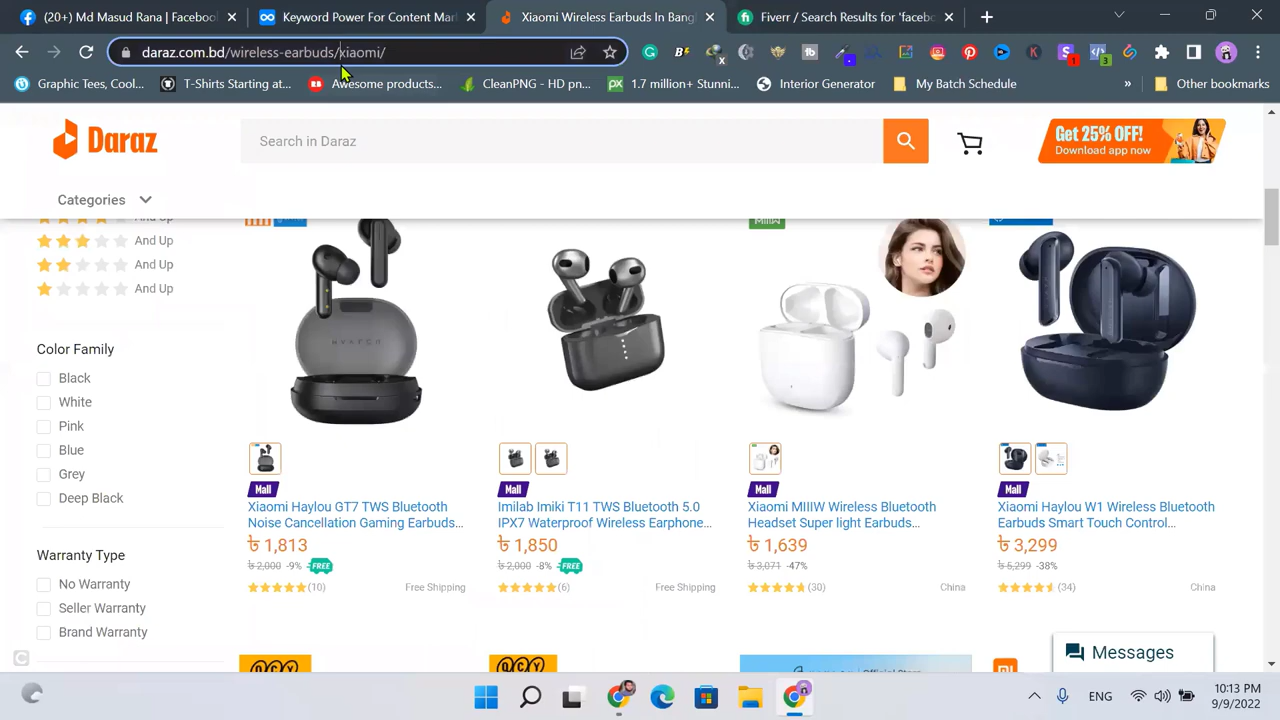 (20+) Md Masud Rana | Facebool
Keyword Power For Content Mark
Xiaomi Wireless Earbuds In Bangl
Fiverr / Search Results for 'facebo
daraz.com.bd/wireless-earbuds/xiaomi/
Graphic Tees, Cool...
T-Shirts Starting at...
Awesome products...
CleanPNG - HD pn...
1.7 million+ Stunni...
Interior Generator
My Batch Schedule
»
Other bookmarks
Daraz
Search in Daraz
Get 25% OFF!
Download app now
Categories
And Up
And Up
And Up
And Up
Color Family
Black
White
Pink
Blue
Grey
Deep Black
Warranty Type
No Warranty
Seller Warranty
Brand Warranty
Mall
Xiaomi Haylou GT7 TWS Bluetooth
Noise Cancellation Gaming Earbuds...
৳ 1,813
৳ 2,000 -9% FREE
(10) Free Shipping
Mall
Imilab Imiki T11 TWS Bluetooth 5.0
IPX7 Waterproof Wireless Earphone...
৳ 1,850
৳ 2,000 -8% FREE
(6) Free Shipping
Mall
Xiaomi MIIIW Wireless Bluetooth
Headset Super light Earbuds...
৳ 1,639
৳ 3,071 -47%
(30) China
Mall
Xiaomi Haylou W1 Wireless Bluetooth
Earbuds Smart Touch Control...
৳ 3,299
৳ 5,299 -38%
(34) China
Messages
ENG
10:13 PM
9/9/2022